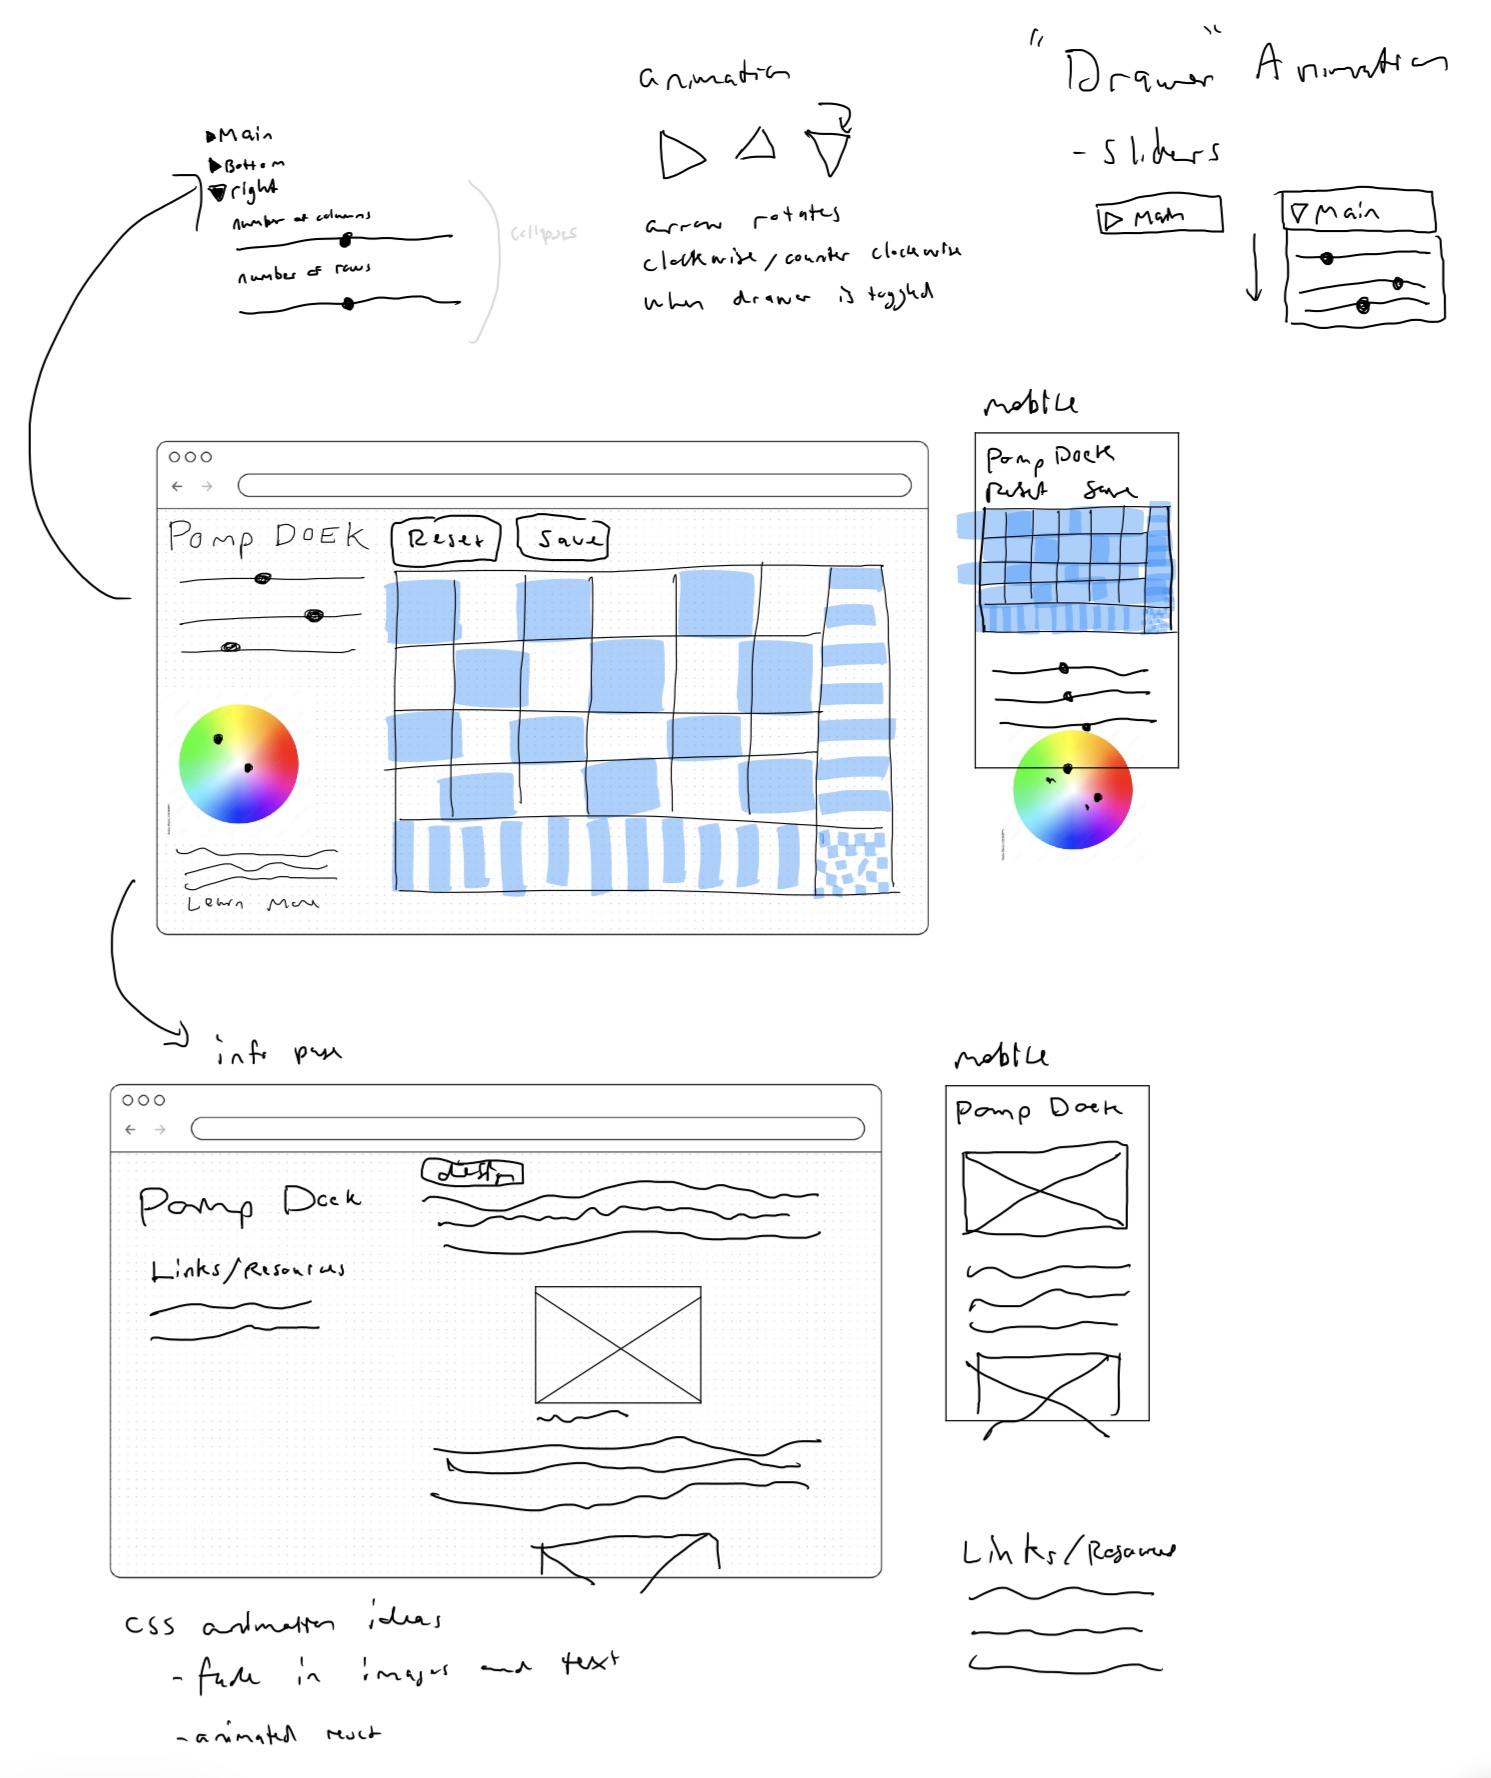 "Drawer" Animation
- sliders
▷ Main
▽ Main
animation
arrow rotates
clockwise/counter clockwise
when drawer is toggled
▶ Main
▶ Bottom
▼ right
number of columns
number of rows
collapses
mobile
Pomp Doek
Reset Save
POMP DOEK
Reset
Save
Learn More
info page
Pomp Doek
Links/Resources
design
mobile
Pomp Doek
Links/Resources
CSS animation ideas
- fade in images and text
- animated